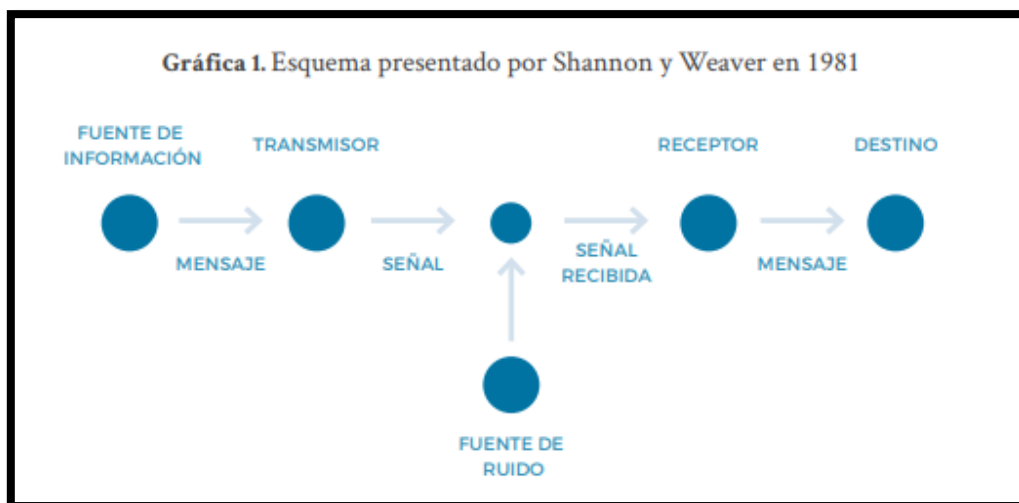 Gráfica 1. Esquema presentado por Shannon y Weaver en 1981
FUENTE DE
INFORMACIÓN
TRANSMISOR
RECEPTOR
DESTINO
MENSAJE
SEÑAL
SEÑAL
RECIBIDA
MENSAJE
FUENTE DE
RUIDO